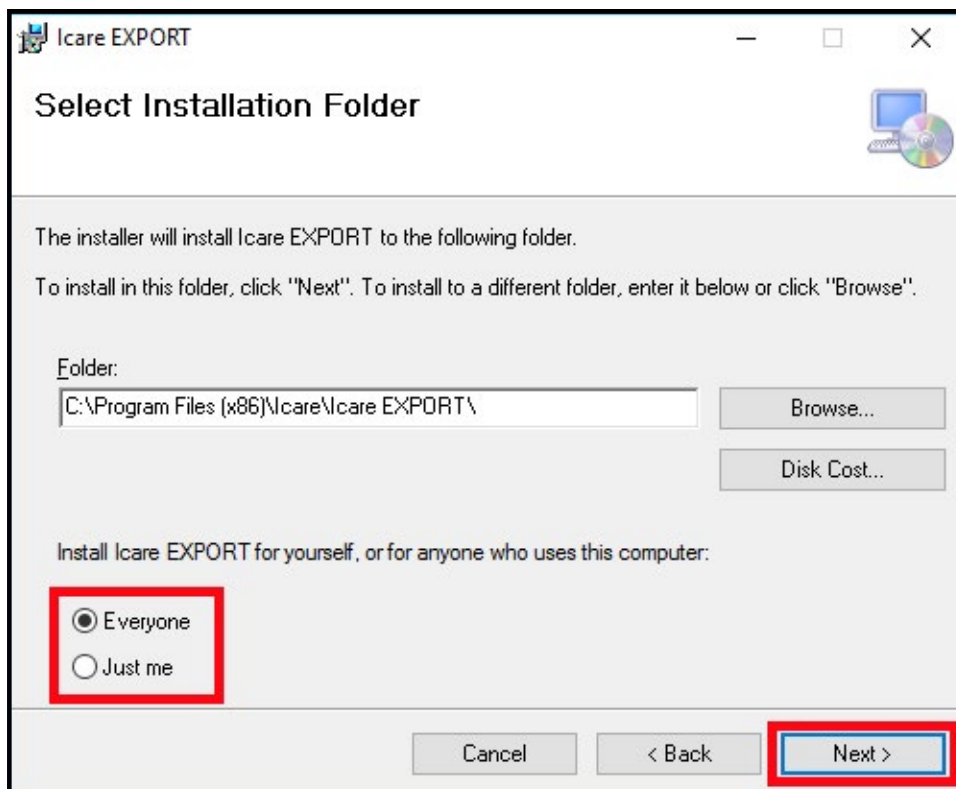 Icare EXPORT
Select Installation Folder
The installer will install Icare EXPORT to the following folder.
To install in this folder, click "Next". To install to a different folder, enter it below or click "Browse".
Folder:
C:\Program Files (x86)\Icare\Icare EXPORT\
Browse...
Disk Cost...
Install Icare EXPORT for yourself, or for anyone who uses this computer:
Everyone
Just me
Cancel < Back Next >